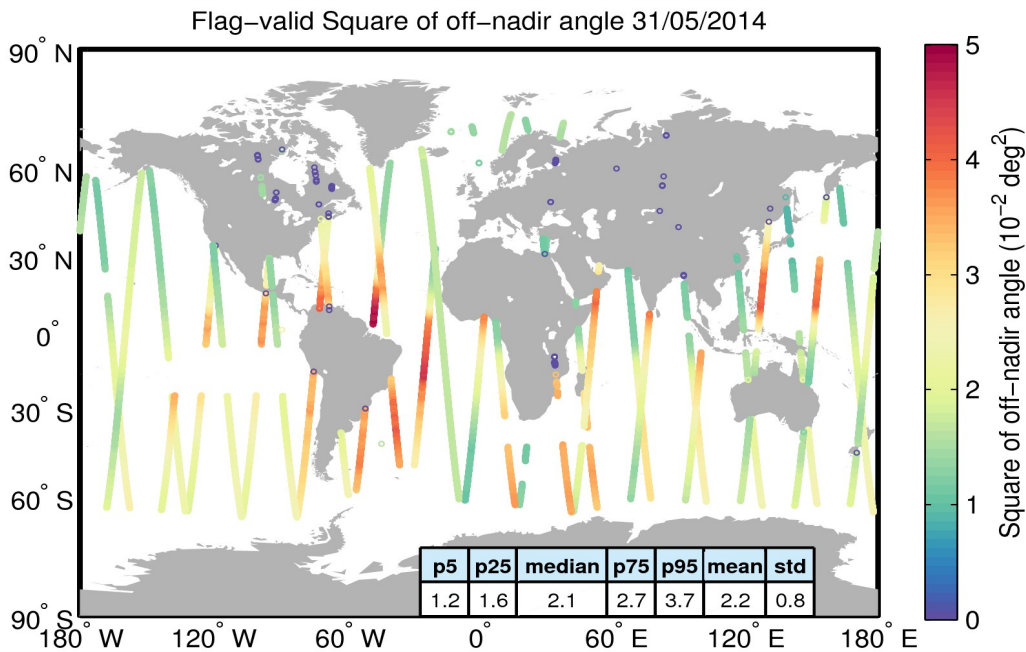 Flag-valid Square of off-nadir angle 31/05/2014
90° N
60° N
30° N
0°
30° S
60° S
90° S
180° W
120° W
60° W
0°
60° E
120° E
180° E
p5 p25 median p75 p95 mean std
1.2 1.6 2.1 2.7 3.7 2.2 0.8
5
4
3
2
1
0
Square of off-nadir angle (10⁻² deg²)